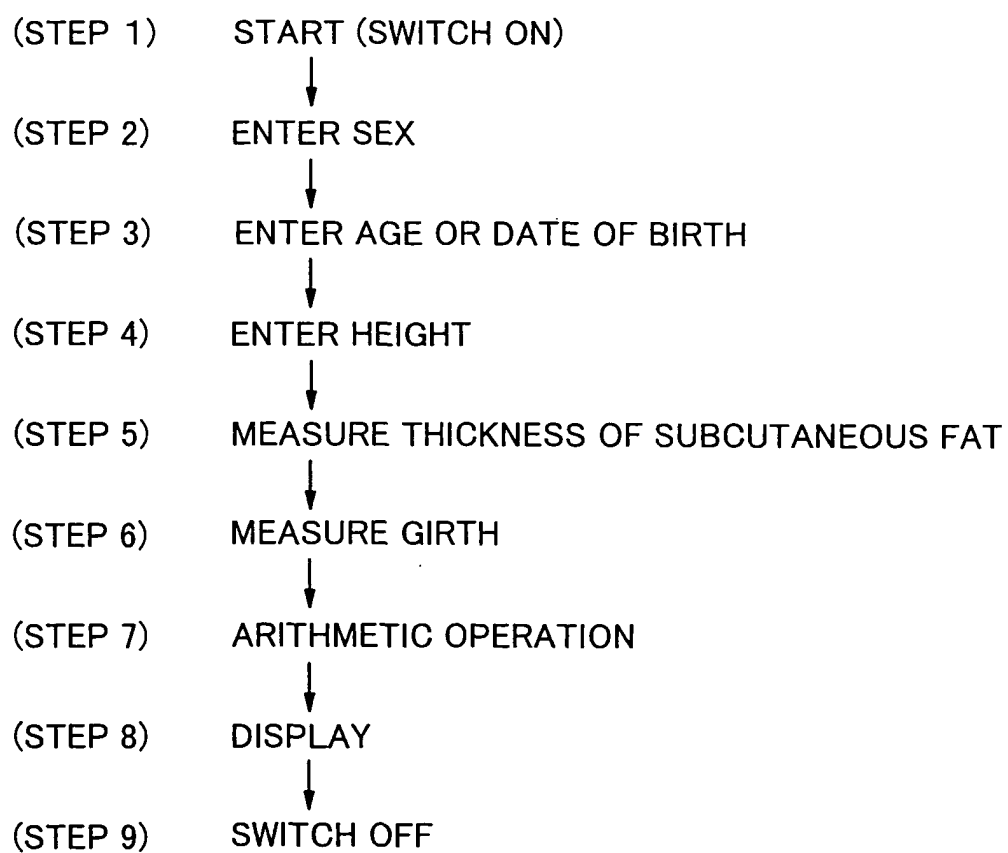 (STEP 1) START (SWITCH ON)
(STEP 2) ENTER SEX
(STEP 3) ENTER AGE OR DATE OF BIRTH
(STEP 4) ENTER HEIGHT
(STEP 5) MEASURE THICKNESS OF SUBCUTANEOUS FAT
(STEP 6) MEASURE GIRTH
(STEP 7) ARITHMETIC OPERATION
(STEP 8) DISPLAY
(STEP 9) SWITCH OFF